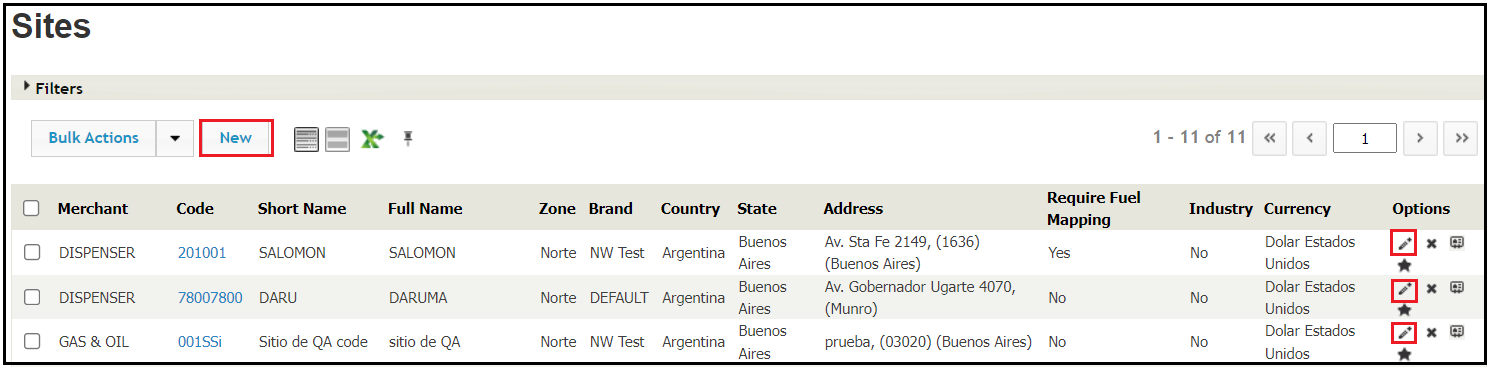 Sites
Filters
Bulk Actions New 1 - 11 of 11 « ‹ 1 › »
Merchant Code Short Name Full Name Zone Brand Country State Address Require Fuel Mapping Industry Currency Options
DISPENSER 201001 SALOMON SALOMON Norte NW Test Argentina Buenos Aires Av. Sta Fe 2149, (1636) (Buenos Aires) Yes No Dolar Estados Unidos
DISPENSER 78007800 DARU DARUMA Norte DEFAULT Argentina Buenos Aires Av. Gobernador Ugarte 4070, (Munro) No No Dolar Estados Unidos
GAS & OIL 001SSi Sitio de QA code sitio de QA Norte NW Test Argentina Buenos Aires prueba, (03020) (Buenos Aires) No No Dolar Estados Unidos